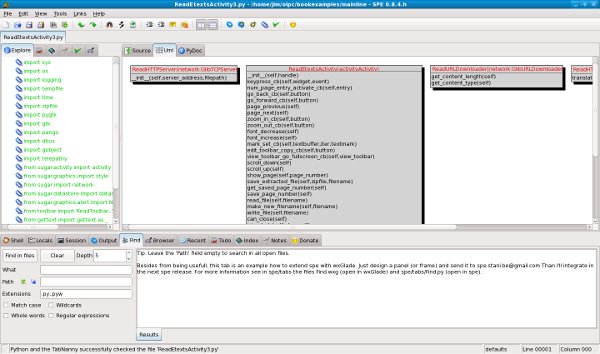 ReadEtextsActivity3.py - /home/jim/olpc/bookexamples/mainline - SPE 0.8.4.h
File Edit View Tools Links Help
ReadEtextsActivity3.py
Explore
import sys
import os
import logging
import tempfile
import time
import zipfile
import pygtk
import gtk
import pango
import dbus
import gobject
import telepathy
from sugar.activity import activity
from sugar.graphics import style
from sugar import network
from sugar.datastore import datas
from sugar.graphics.alert import N
from toolbar import ReadToolbar,
from gettext import gettext as _
Source Uml PyDoc
ReadHTTPServer(network.GlibTCPServer
__init__(self,server_address,filepath)
ReadEtextsActivity(activity.Activity)
__init__(self,handle)
keypress_cb(self,widget,event)
num_page_entry_activate_cb(self,entry)
go_back_cb(self,button)
go_forward_cb(self,button)
page_previous(self)
page_next(self)
zoom_in_cb(self,button)
zoom_out_cb(self,button)
font_decrease(self)
font_increase(self)
mark_set_cb(self,textbuffer,iter,textmark)
edit_toolbar_copy_cb(self,button)
view_toolbar_go_fullscreen_cb(self,view_toolbar)
scroll_down(self)
scroll_up(self)
show_page(self,page_number)
save_extracted_file(self,zipfile,filename)
get_saved_page_number(self)
save_page_number(self)
read_file(self,filename)
make_new_filename(self,filename)
write_file(self,filename)
can_close(self)
ReadURLDownloader(network.GlibURLDownloader
get_content_length(self)
get_content_type(self)
ReadHT
translat
Shell Locals Session Output Find Browser Recent Todo Index Notes Donate
Find in files Clear Depth 5
What
Path
Extensions py,.pyw
Match case Wildcards
Whole words Regular expressions
Tip: Leave the 'Path' field empty to search in all open files.
Besides from being usefull, this tab is an example how to extend spe with wxGlade. Just design a panel (or frame) and send it to spe.stani.be@gmail.com Than I'll integrate in
the next spe release. For more information see in spe/tabs the files Find.wxg (open in wxGlade) and spe/tabs/Find.py (open in spe).
Results
Python and the TabNanny successfully checked the file 'ReadEtextsActivity3.py' defaults Line 00001 Column 000